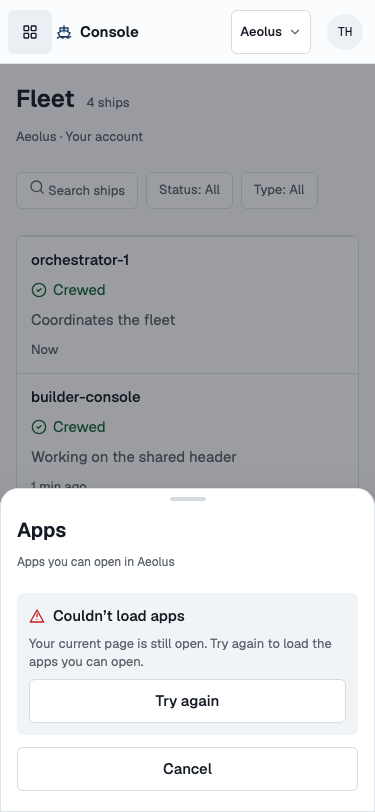 Console
Aeolus
TH
Fleet 4 ships
Aeolus · Your account
Search ships
Status: All
Type: All
orchestrator-1
Crewed
Coordinates the fleet
Now
builder-console
Crewed
Working on the shared header
1 min ago
Apps
Apps you can open in Aeolus
Couldn’t load apps
Your current page is still open. Try again to load the
apps you can open.
Try again
Cancel